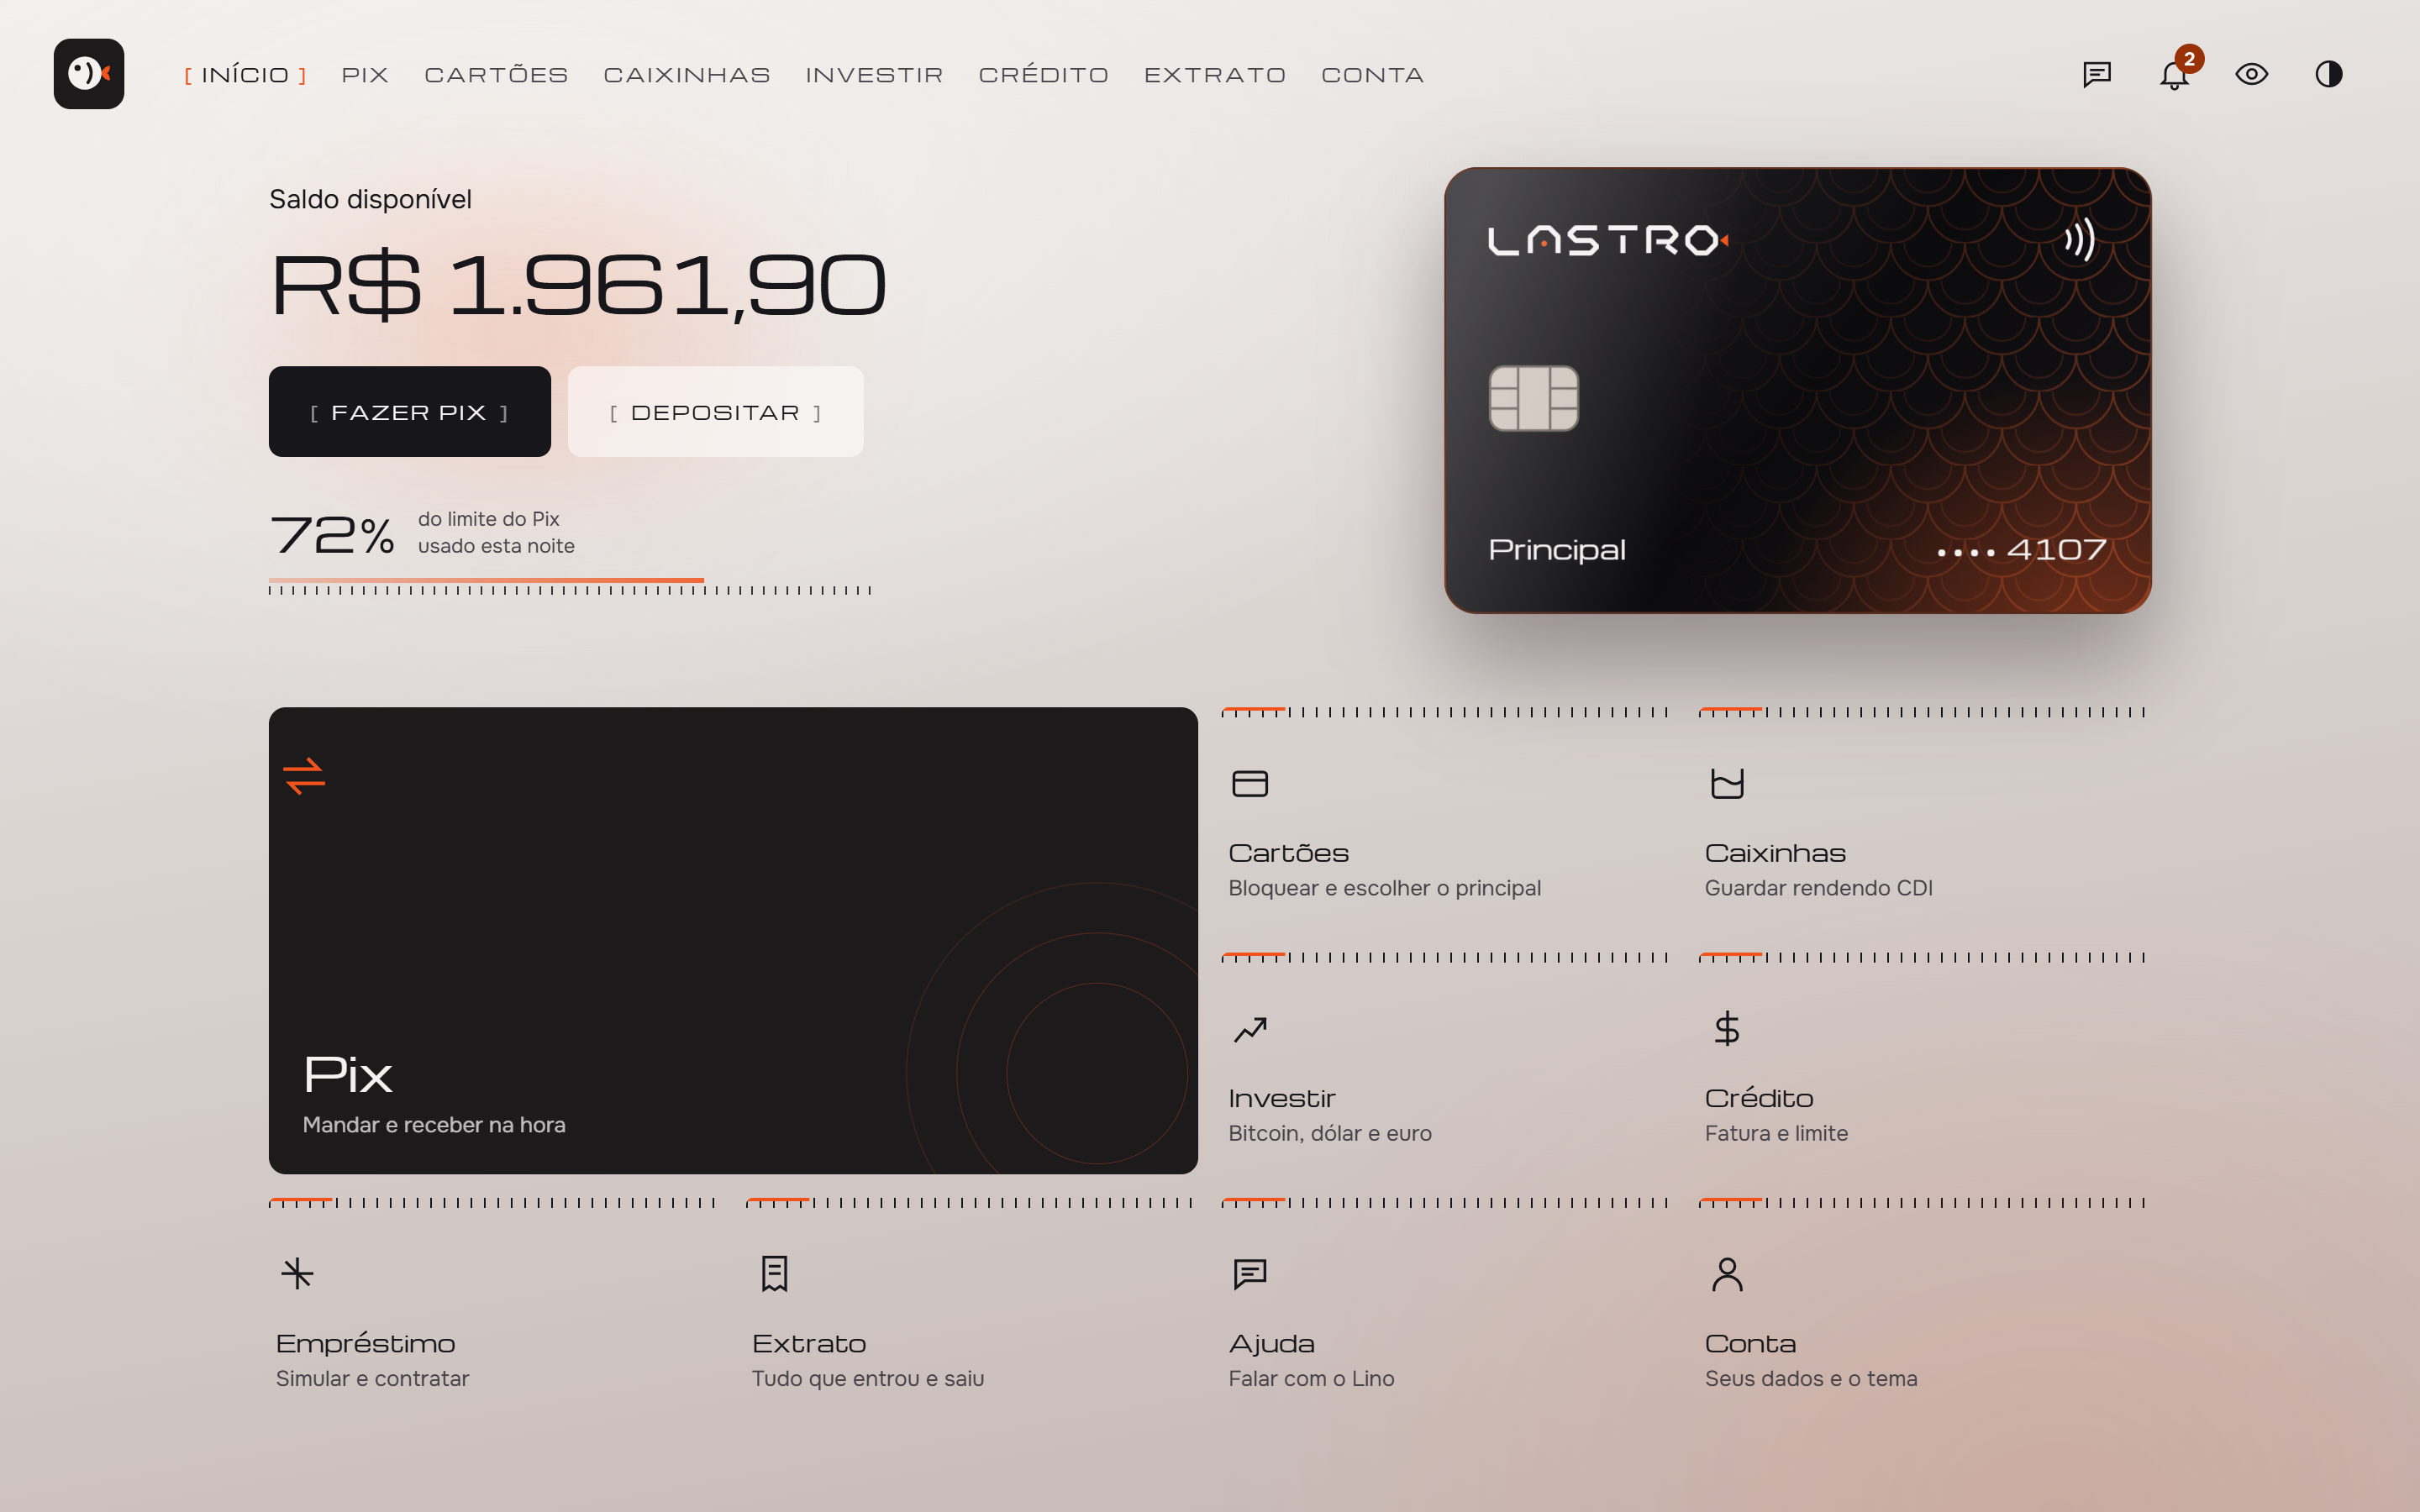 [ INÍCIO ] PIX CARTÕES CAIXINHAS INVESTIR CRÉDITO EXTRATO CONTA
2
Saldo disponível
R$ 1.961,90
[ FAZER PIX ] [ DEPOSITAR ]
72% do limite do Pix
usado esta noite
LASTRO
Principal •••• 4107
Pix
Mandar e receber na hora
Cartões
Bloquear e escolher o principal
Caixinhas
Guardar rendendo CDI
Investir
Bitcoin, dólar e euro
Crédito
Fatura e limite
Empréstimo
Simular e contratar
Extrato
Tudo que entrou e saiu
Ajuda
Falar com o Lino
Conta
Seus dados e o tema